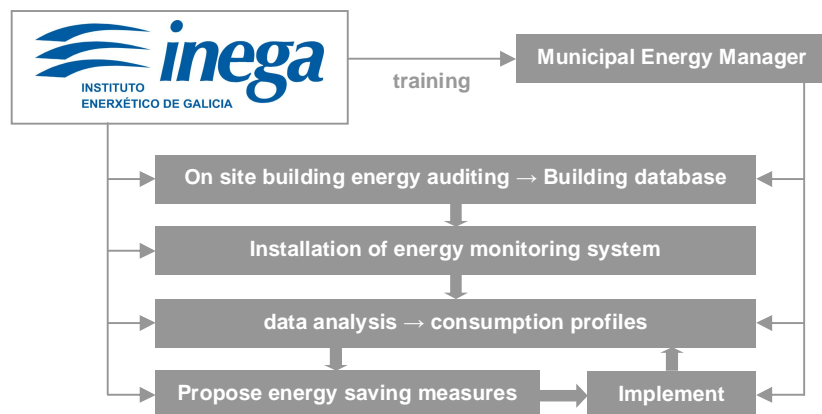 inega
INSTITUTO
ENERXÉTICO DE GALICIA
training
Municipal Energy Manager
On site building energy auditing → Building database
Installation of energy monitoring system
data analysis → consumption profiles
Propose energy saving measures
Implement